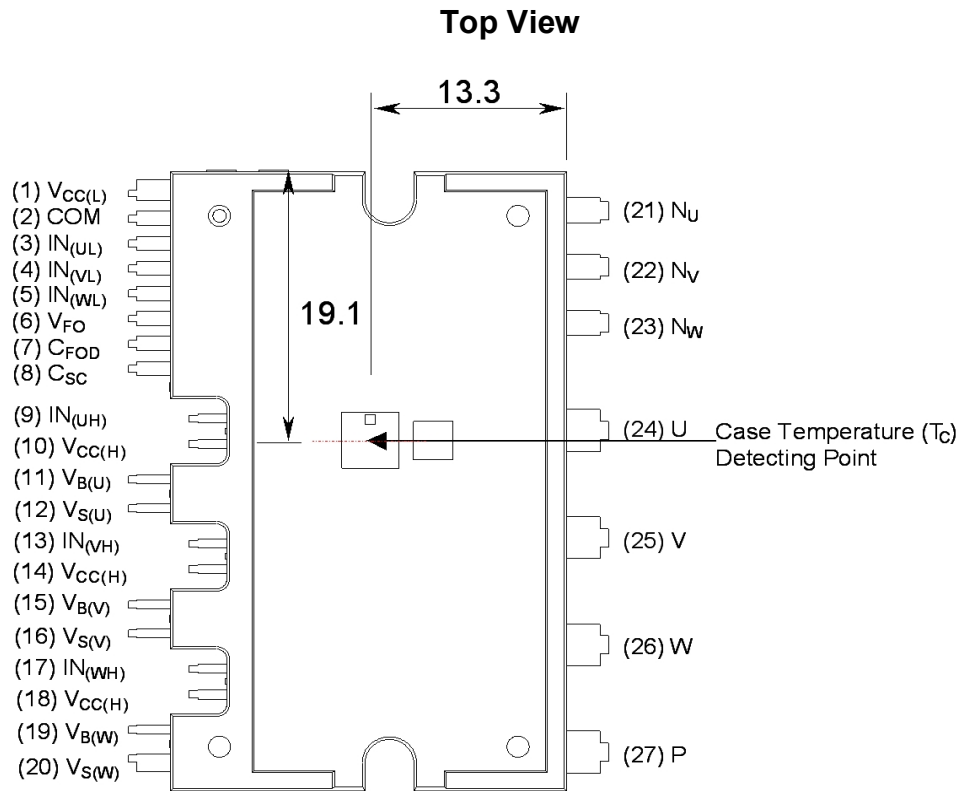 Top View
13.3
19.1
(1) VCC(L)
(2) COM
(3) IN(UL)
(4) IN(VL)
(5) IN(WL)
(6) VFO
(7) CFOD
(8) CSC
(9) IN(UH)
(10) VCC(H)
(11) VB(U)
(12) VS(U)
(13) IN(VH)
(14) VCC(H)
(15) VB(V)
(16) VS(V)
(17) IN(WH)
(18) VCC(H)
(19) VB(W)
(20) VS(W)
(21) NU
(22) NV
(23) NW
(24) U
Case Temperature (TC)
Detecting Point
(25) V
(26) W
(27) P